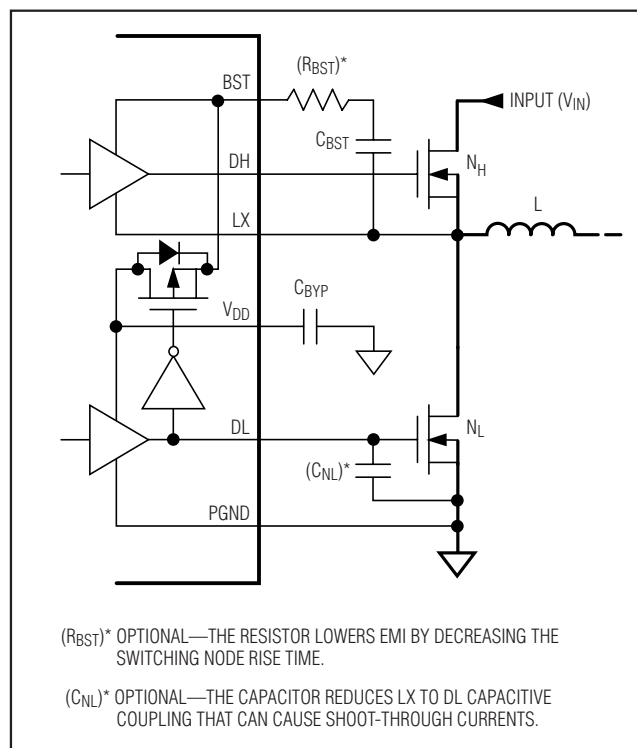 (RBST)*
BST
INPUT (VIN)
CBST
DH
NH
L
LX
CBYP
VDD
DL
NL
(CNL)*
PGND
(RBST)* OPTIONAL—THE RESISTOR LOWERS EMI BY DECREASING THE
SWITCHING NODE RISE TIME.
(CNL)* OPTIONAL—THE CAPACITOR REDUCES LX TO DL CAPACITIVE
COUPLING THAT CAN CAUSE SHOOT-THROUGH CURRENTS.